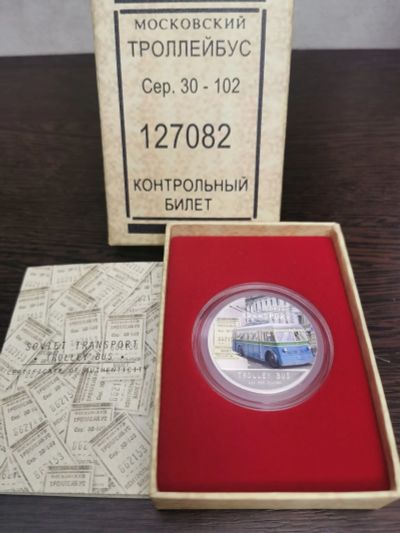 МОСКОВСКИЙ
ТРОЛЛЕЙБУС
Сер. 30 - 102
127082
КОНТРОЛЬНЫЙ
БИЛЕТ
SOVIET TRANSPORT
• TROLLEY BUS •
CERTIFICATE OF AUTHENTICITY
TROLLEY BUS